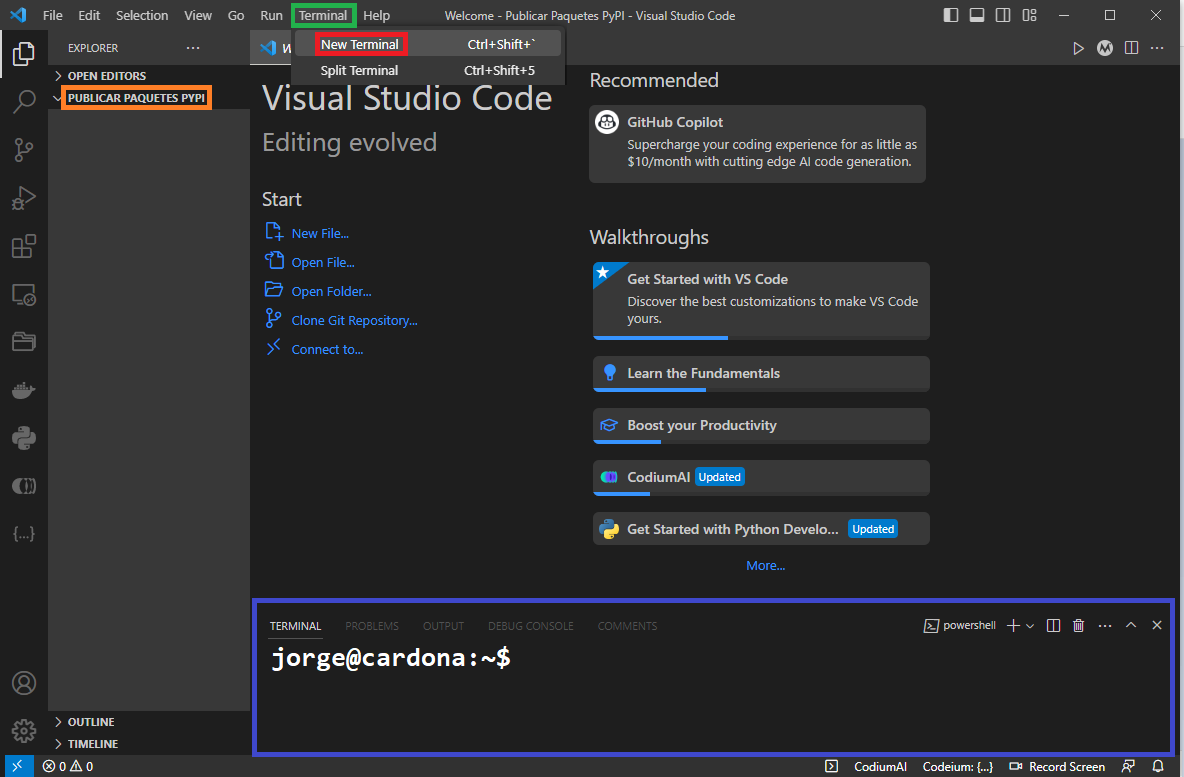 File Edit Selection View Go Run Terminal Help Welcome - Publicar Paquetes PyPI - Visual Studio Code
EXPLORER
New Terminal Ctrl+Shift+`
Split Terminal Ctrl+Shift+5
OPEN EDITORS
PUBLICAR PAQUETES PYPI
Visual Studio Code
Editing evolved
Start
New File...
Open File...
Open Folder...
Clone Git Repository...
Connect to...
Recommended
GitHub Copilot
Supercharge your coding experience for as little as
$10/month with cutting edge AI code generation.
Walkthroughs
Get Started with VS Code
Discover the best customizations to make VS Code
yours.
Learn the Fundamentals
Boost your Productivity
CodiumAI Updated
Get Started with Python Develo... Updated
More...
TERMINAL PROBLEMS OUTPUT DEBUG CONSOLE COMMENTS powershell
jorge@cardona:~$
OUTLINE
TIMELINE
0 0 CodiumAI Codeium: {...} Record Screen